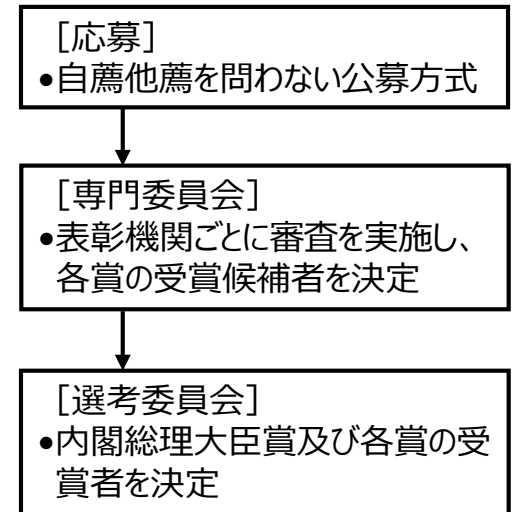 ［応募］
•自薦他薦を問わない公募方式
［専門委員会］
•表彰機関ごとに審査を実施し、
各賞の受賞候補者を決定
［選考委員会］
•内閣総理大臣賞及び各賞の受
賞者を決定